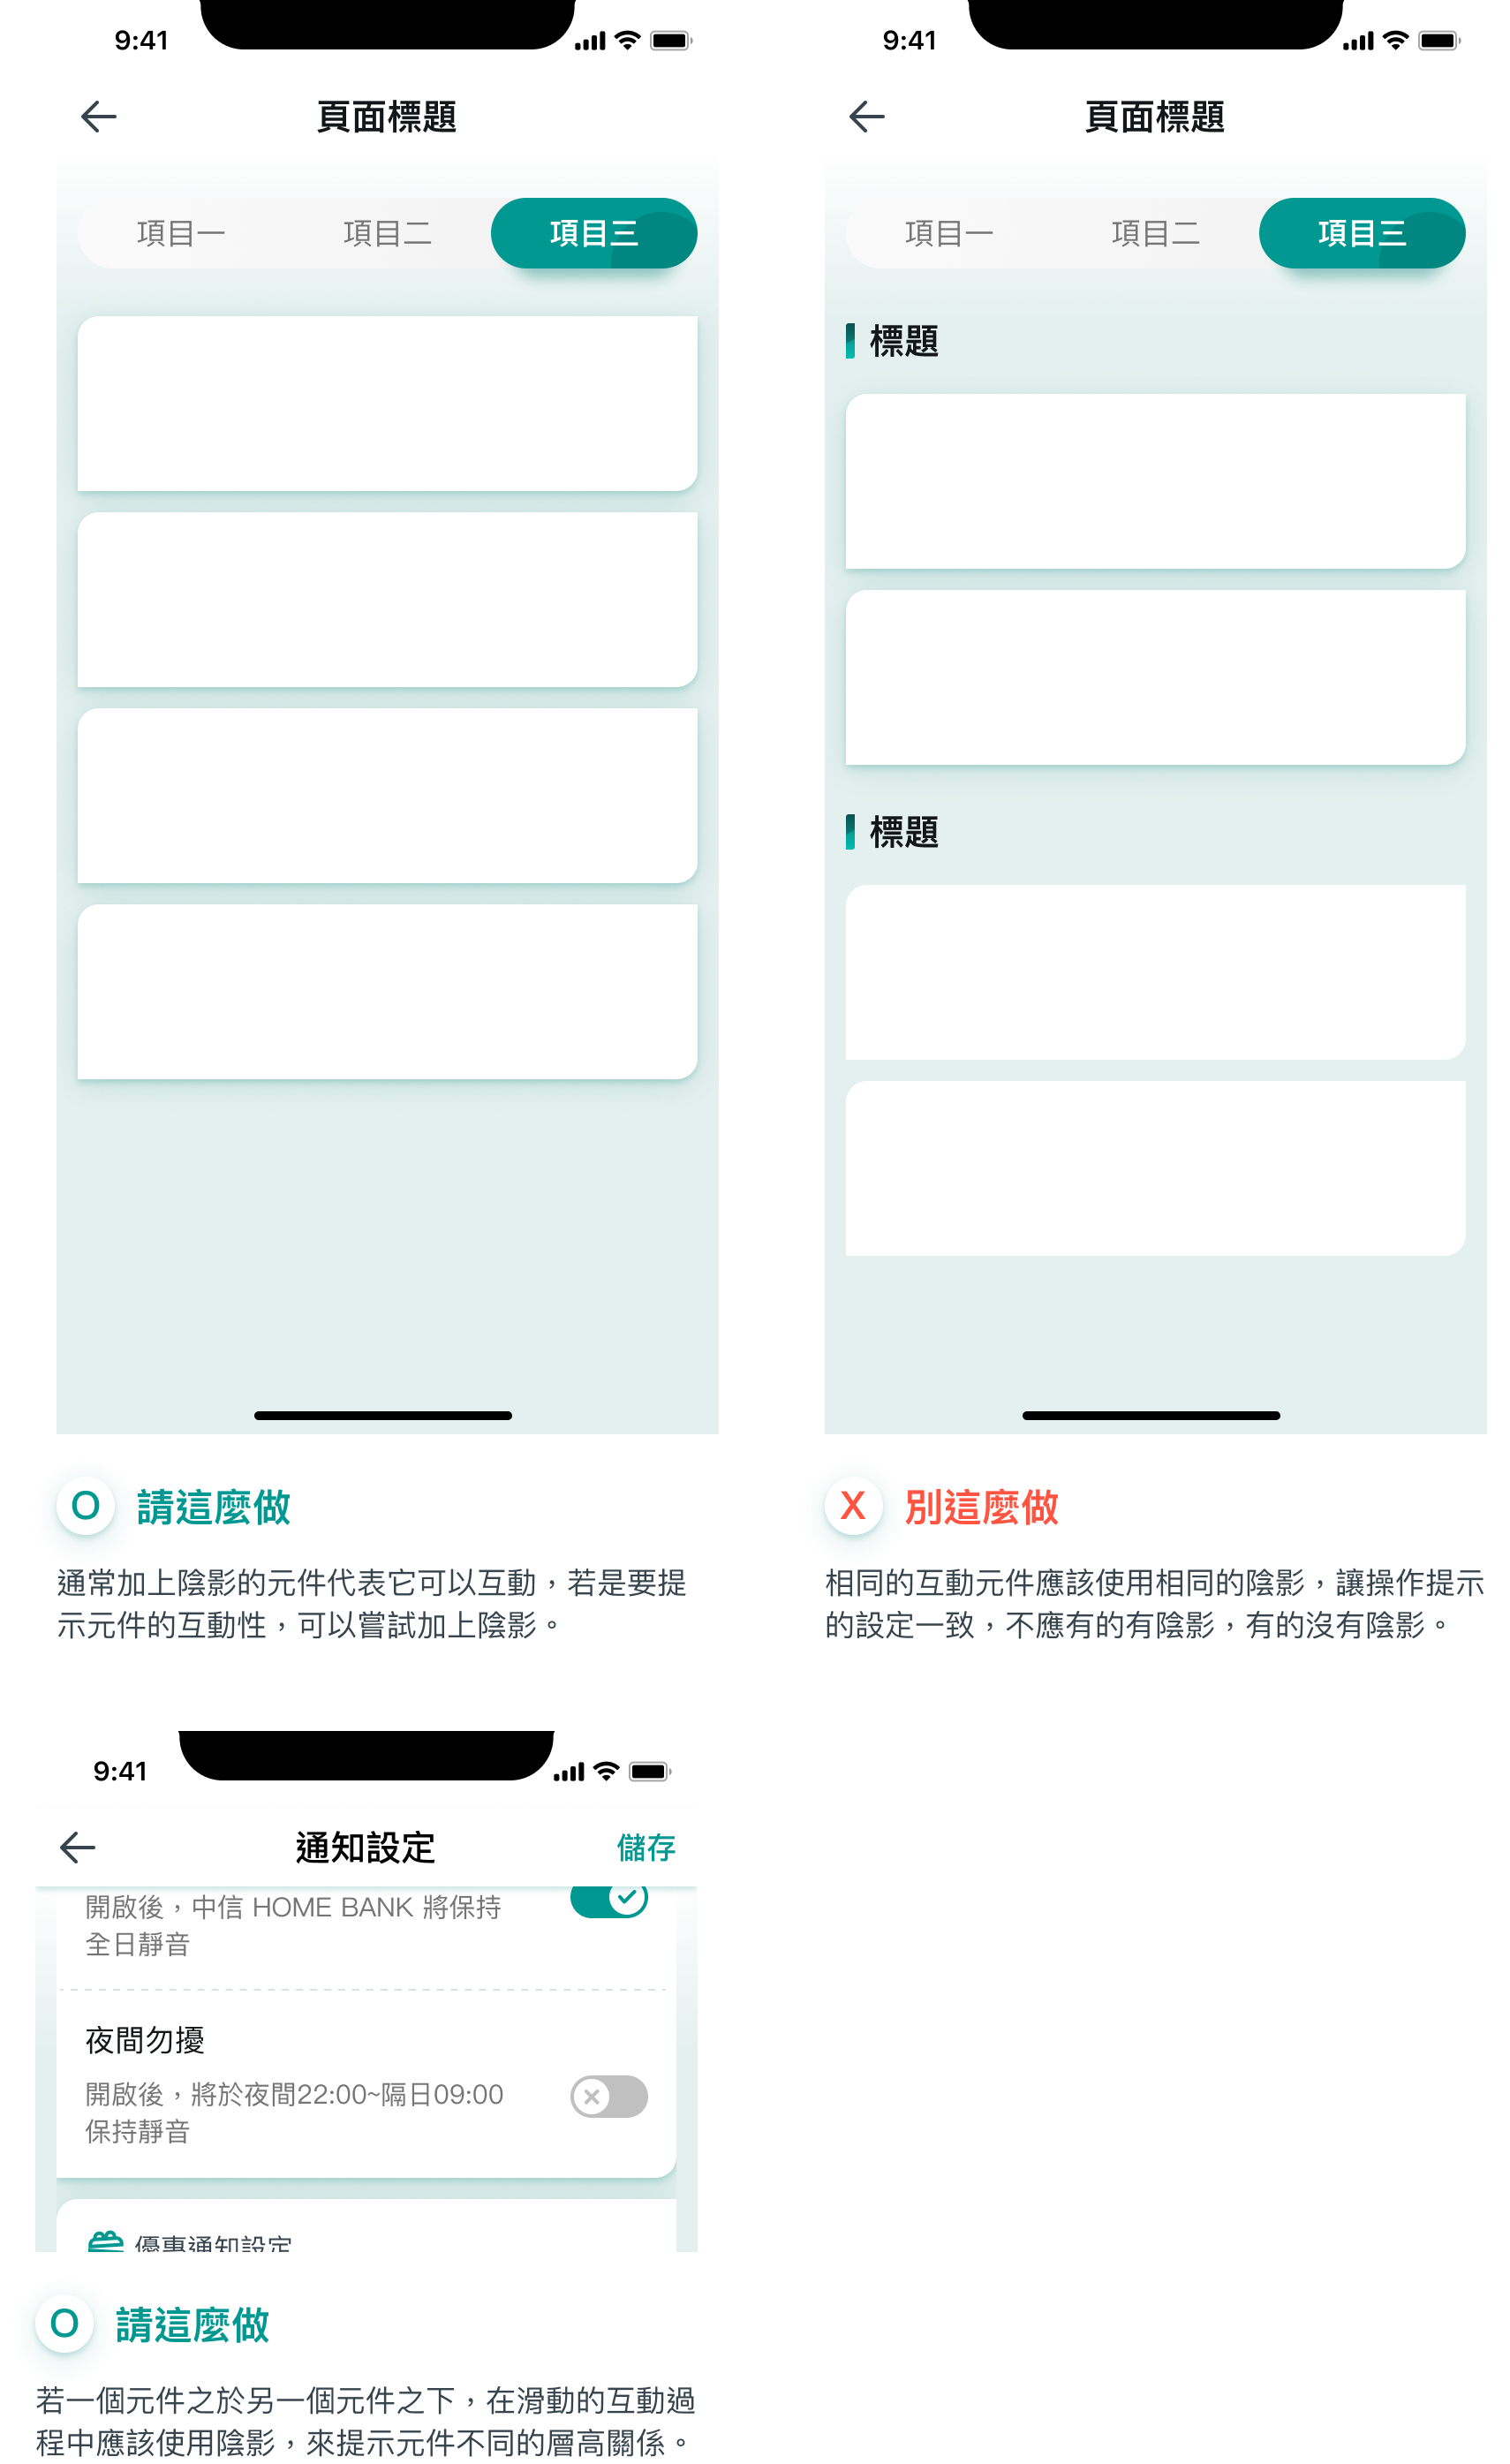 9:41
頁面標題
項目一
項目二
項目三
O 請這麼做
通常加上陰影的元件代表它可以互動，若是要提
示元件的互動性，可以嘗試加上陰影。
9:41
頁面標題
項目一
項目二
項目三
標題
標題
X 別這麼做
相同的互動元件應該使用相同的陰影，讓操作提示
的設定一致，不應有的有陰影，有的沒有陰影。
9:41
通知設定
儲存
開啟後，中信 HOME BANK 將保持
全日靜音
夜間勿擾
開啟後，將於夜間22:00~隔日09:00
保持靜音
優惠通知設定
O 請這麼做
若一個元件之於另一個元件之下，在滑動的互動過
程中應該使用陰影，來提示元件不同的層高關係。